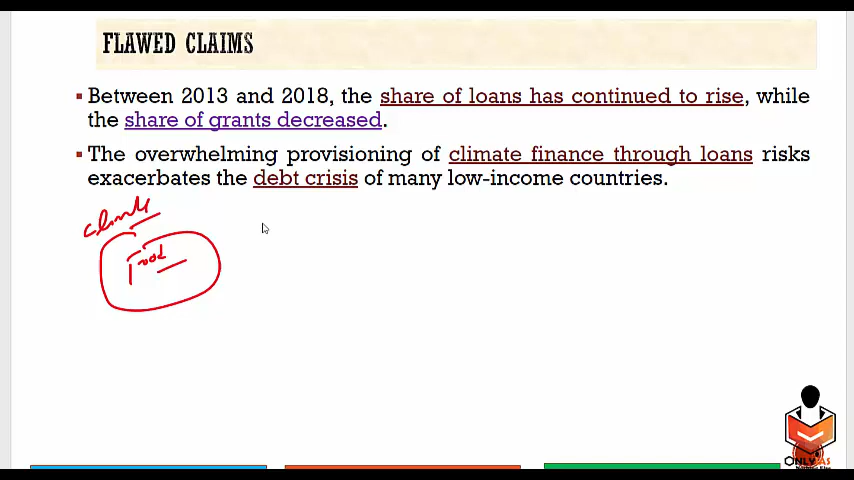 FLAWED CLAIMS
▪ Between 2013 and 2018, the share of loans has continued to rise, while
the share of grants decreased.
▪ The overwhelming provisioning of climate finance through loans risks
exacerbates the debt crisis of many low-income countries.
Food